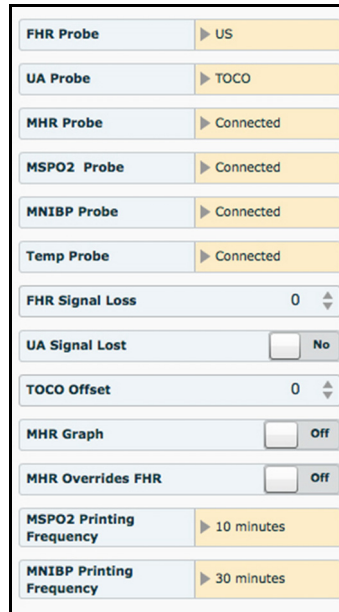 FHR Probe US
UA Probe TOCO
MHR Probe Connected
MSPO2 Probe Connected
MNIBP Probe Connected
Temp Probe Connected
FHR Signal Loss 0
UA Signal Lost No
TOCO Offset 0
MHR Graph Off
MHR Overrides FHR Off
MSPO2 Printing
Frequency 10 minutes
MNIBP Printing
Frequency 30 minutes